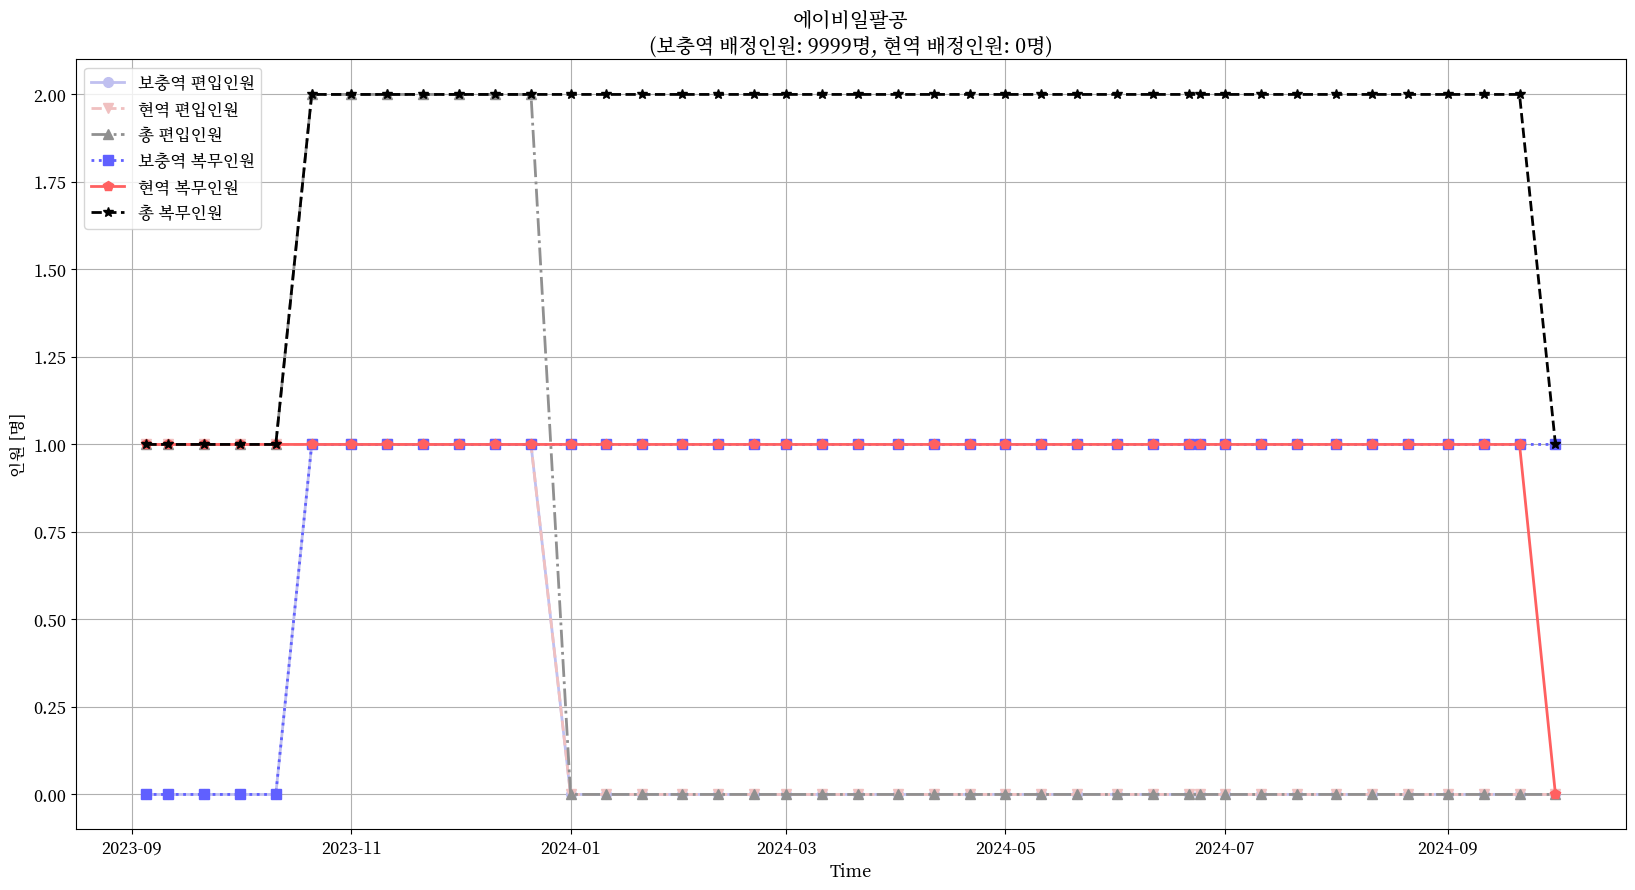 에이비일팔공
(보충역 배정인원: 9999명, 현역 배정인원: 0명)
보충역 편입인원
현역 편입인원
총 편입인원
보충역 복무인원
현역 복무인원
총 복무인원
인원 [명]
2.00
1.75
1.50
1.25
1.00
0.75
0.50
0.25
0.00
2023-09
2023-11
2024-01
2024-03
2024-05
2024-07
2024-09
Time